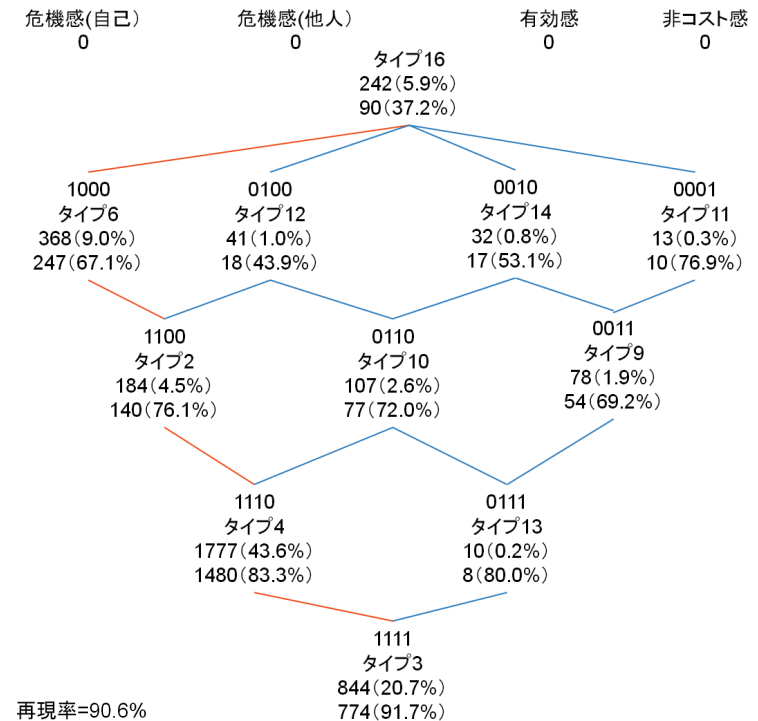 危機感(自己) 危機感(他人) 有効感 非コスト感
0 0 0 0
タイプ16
242(5.9%)
90(37.2%)
1000 0100 0010 0001
タイプ6 タイプ12 タイプ14 タイプ11
368(9.0%) 41(1.0%) 32(0.8%) 13(0.3%)
247(67.1%) 18(43.9%) 17(53.1%) 10(76.9%)
1100 0110 0011
タイプ2 タイプ10 タイプ9
184(4.5%) 107(2.6%) 78(1.9%)
140(76.1%) 77(72.0%) 54(69.2%)
1110 0111
タイプ4 タイプ13
1777(43.6%) 10(0.2%)
1480(83.3%) 8(80.0%)
1111
タイプ3
844(20.7%)
774(91.7%)
再現率=90.6%